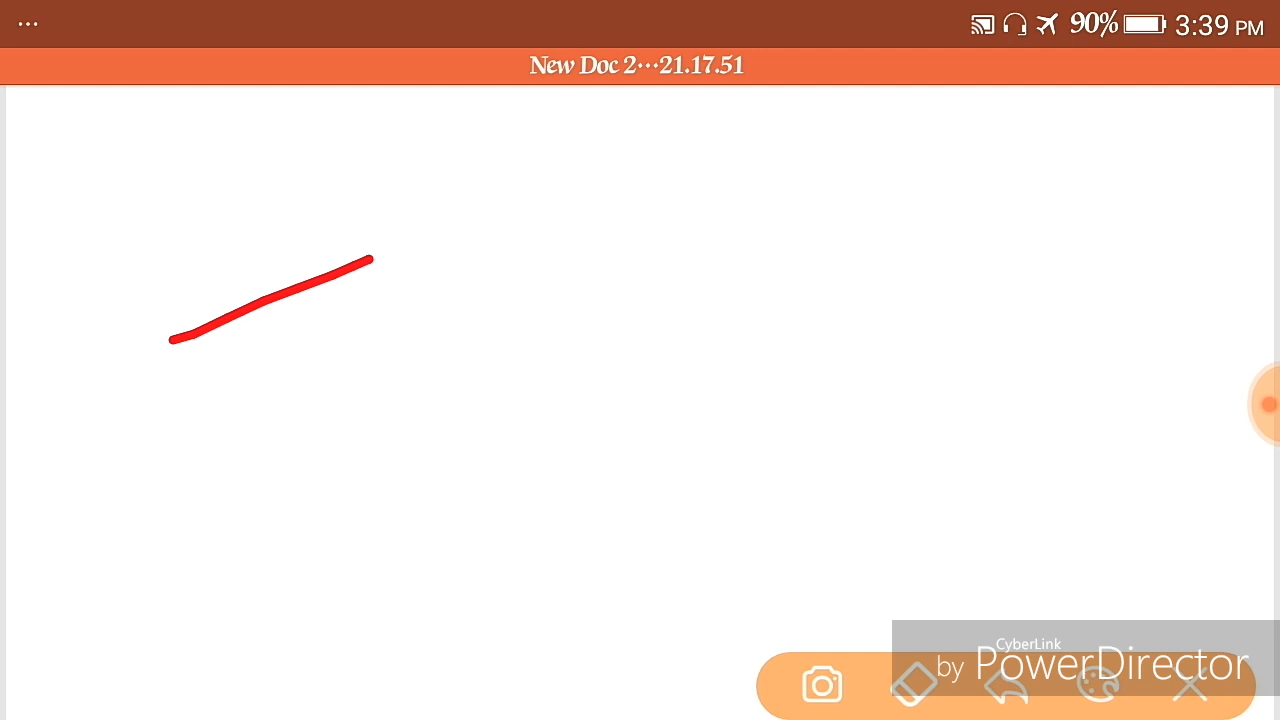 ...
90% 3:39 PM
New Doc 2···21.17.51
CyberLink
by PowerDirector